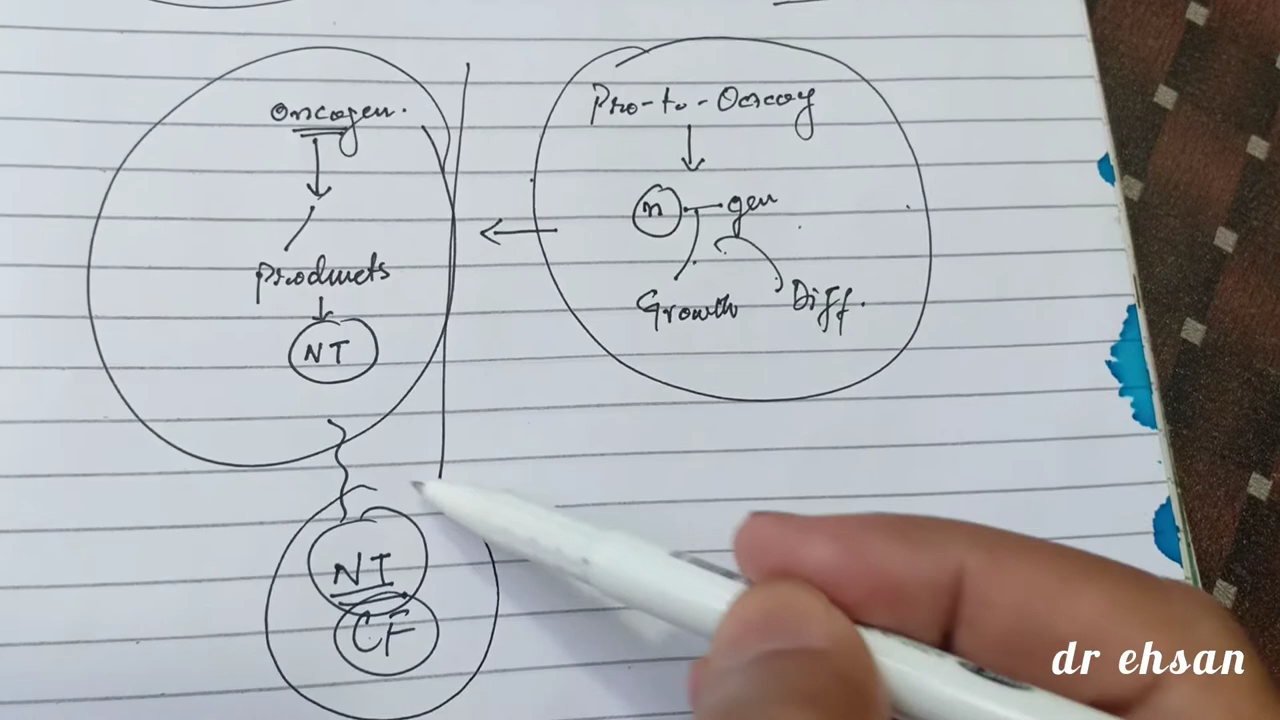 Oncogen.
Products
NT
NT
CF
Pro-to-Oncog
n gen
Growth Diff.
dr ehsan